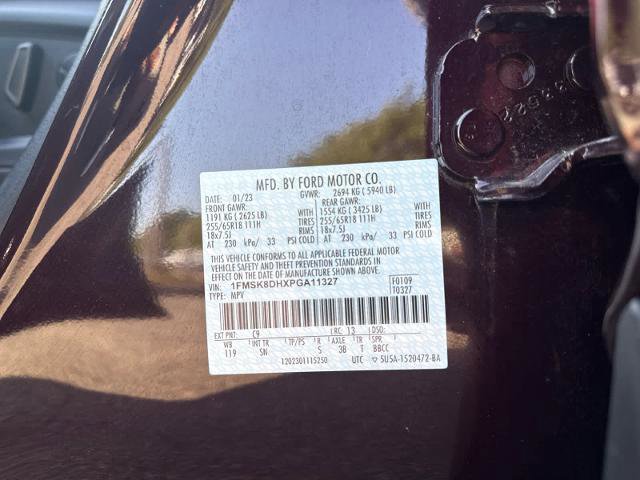 MFD. BY FORD MOTOR CO.
DATE: 01/23 GVWR: 2694 KG ( 5940 LB)
FRONT GAWR: REAR GAWR:
1191 KG ( 2625 LB) WITH 1554 KG ( 3425 LB) WITH
255/65R18 111H TIRES 255/65R18 111H TIRES
18x7.5J RIMS 18x7.5J RIMS
AT 230 kPa/ 33 PSI COLD AT 230 kPa/ 33 PSI COLD
THIS VEHICLE CONFORMS TO ALL APPLICABLE FEDERAL MOTOR
VEHICLE SAFETY AND THEFT PREVENTION STANDARDS IN EFFECT ON
THE DATE OF MANUFACTURE SHOWN ABOVE.
VIN: 1FMSK8DHXPGA11327 F0109
TYPE: MPV T0327
EXT PNT: C9 RC: 13 DSO:
WB INT TR TP/PS R AXLE TR SPR
119 SN S 3B T BBCC
1202301115250 UTC 5U5A-1520472-BA